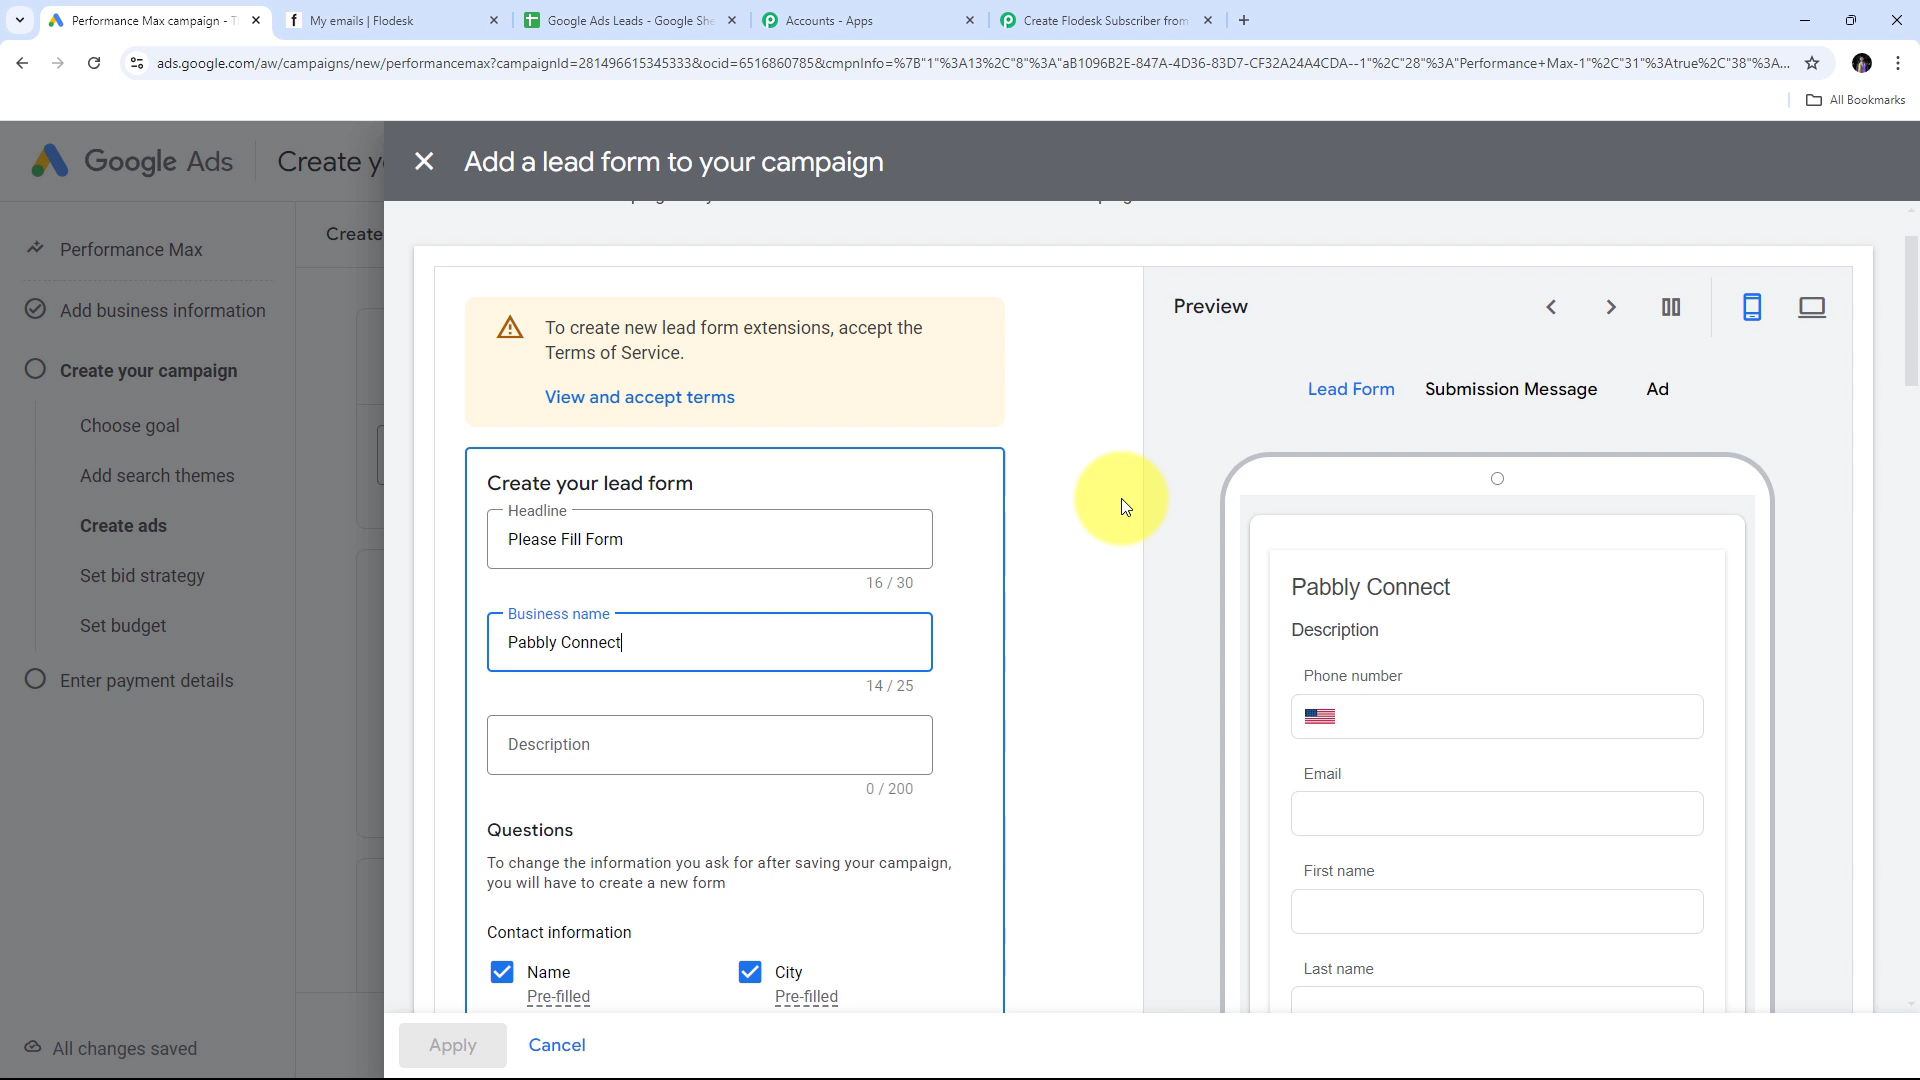 Performance Max campaign - T
My emails | Flodesk
Google Ads Leads - Google She
Accounts - Apps
Create Flodesk Subscriber from
ads.google.com/aw/campaigns/new/performancemax?campaignId=281496615345333&ocid=6516860785&cmpnInfo=%7B"1"%3A13%2C"8"%3A"aB1096B2E-847A-4D36-83D7-CF32A24A4CDA--1"%2C"28"%3A"Performance+Max-1"%2C"31"%3Atrue%2C"38"%3A...
All Bookmarks
Google Ads
Create yo
Add a lead form to your campaign
Performance Max
Add business information
Create your campaign
Choose goal
Add search themes
Create ads
Set bid strategy
Set budget
Enter payment details
All changes saved
Create
To create new lead form extensions, accept the
Terms of Service.
View and accept terms
Create your lead form
Headline
Please Fill Form
16 / 30
Business name
Pabbly Connect
14 / 25
Description
0 / 200
Questions
To change the information you ask for after saving your campaign,
you will have to create a new form
Contact information
Name
Pre-filled
City
Pre-filled
Apply
Cancel
Preview
Lead Form
Submission Message
Ad
Pabbly Connect
Description
Phone number
Email
First name
Last name